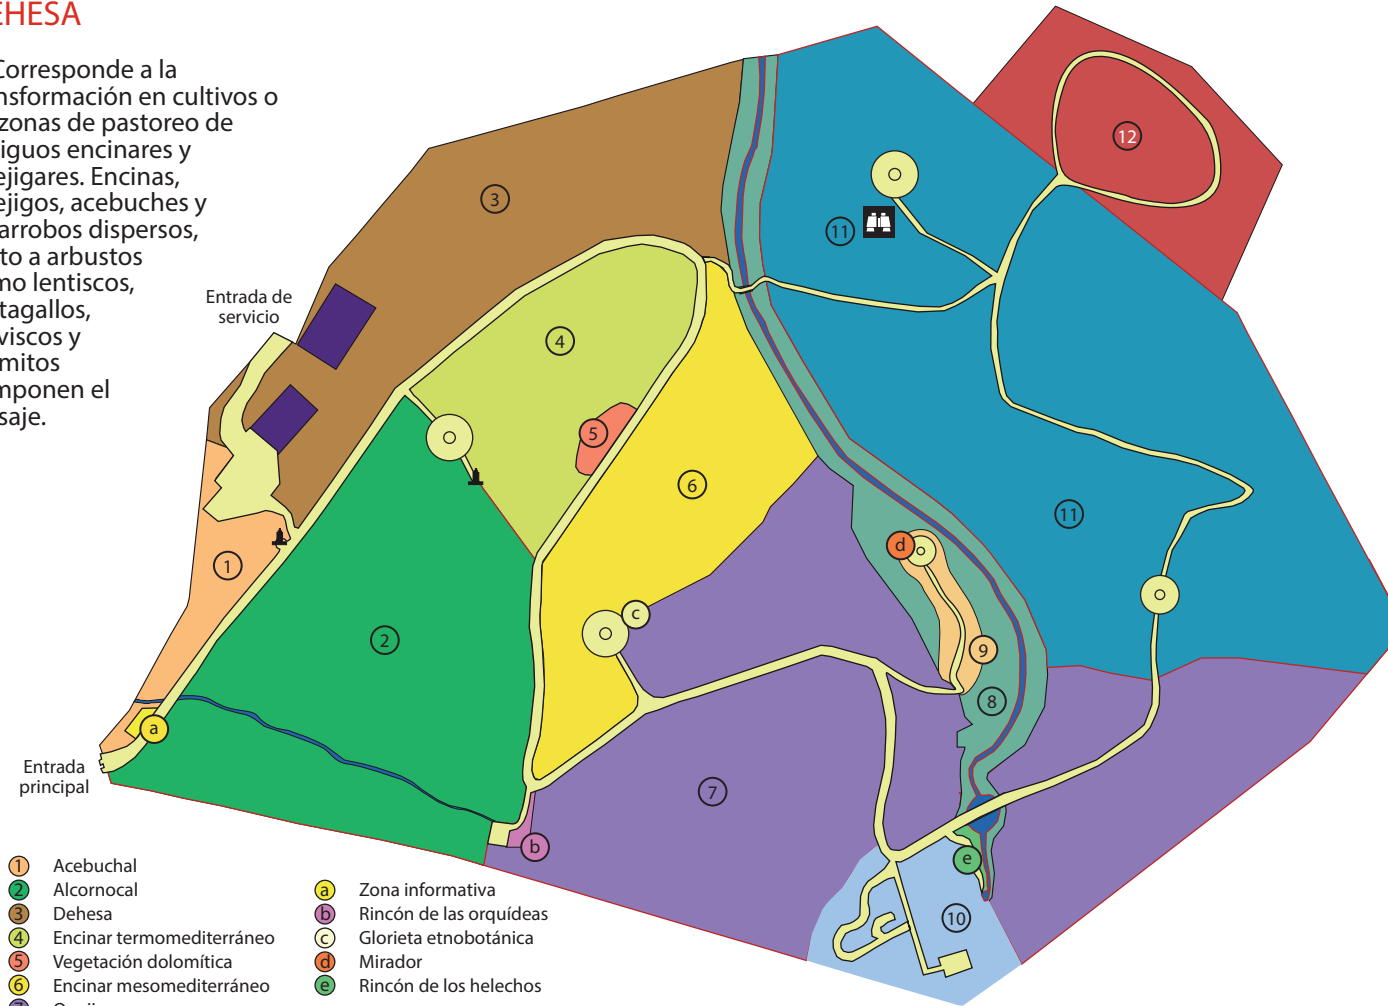 EHESA
Corresponde a la
nsformación en cultivos o
zonas de pastoreo de
iguos encinares y
ejigares. Encinas,
ejigos, acebuches y
arrobos dispersos,
to a arbustos
mo lentiscos,
tagallos,
viscos y
mitos
mponen el
saje.
Entrada de
servicio
Entrada
principal
12
3
11
4
5
6
11
d
1
c
2
9
8
a
7
b
e
10
1 Acebuchal
2 Alcornocal
3 Dehesa
4 Encinar termomediterráneo
5 Vegetación dolomítica
6 Encinar mesomediterráneo
a Zona informativa
b Rincón de las orquídeas
c Glorieta etnobotánica
d Mirador
e Rincón de los helechos